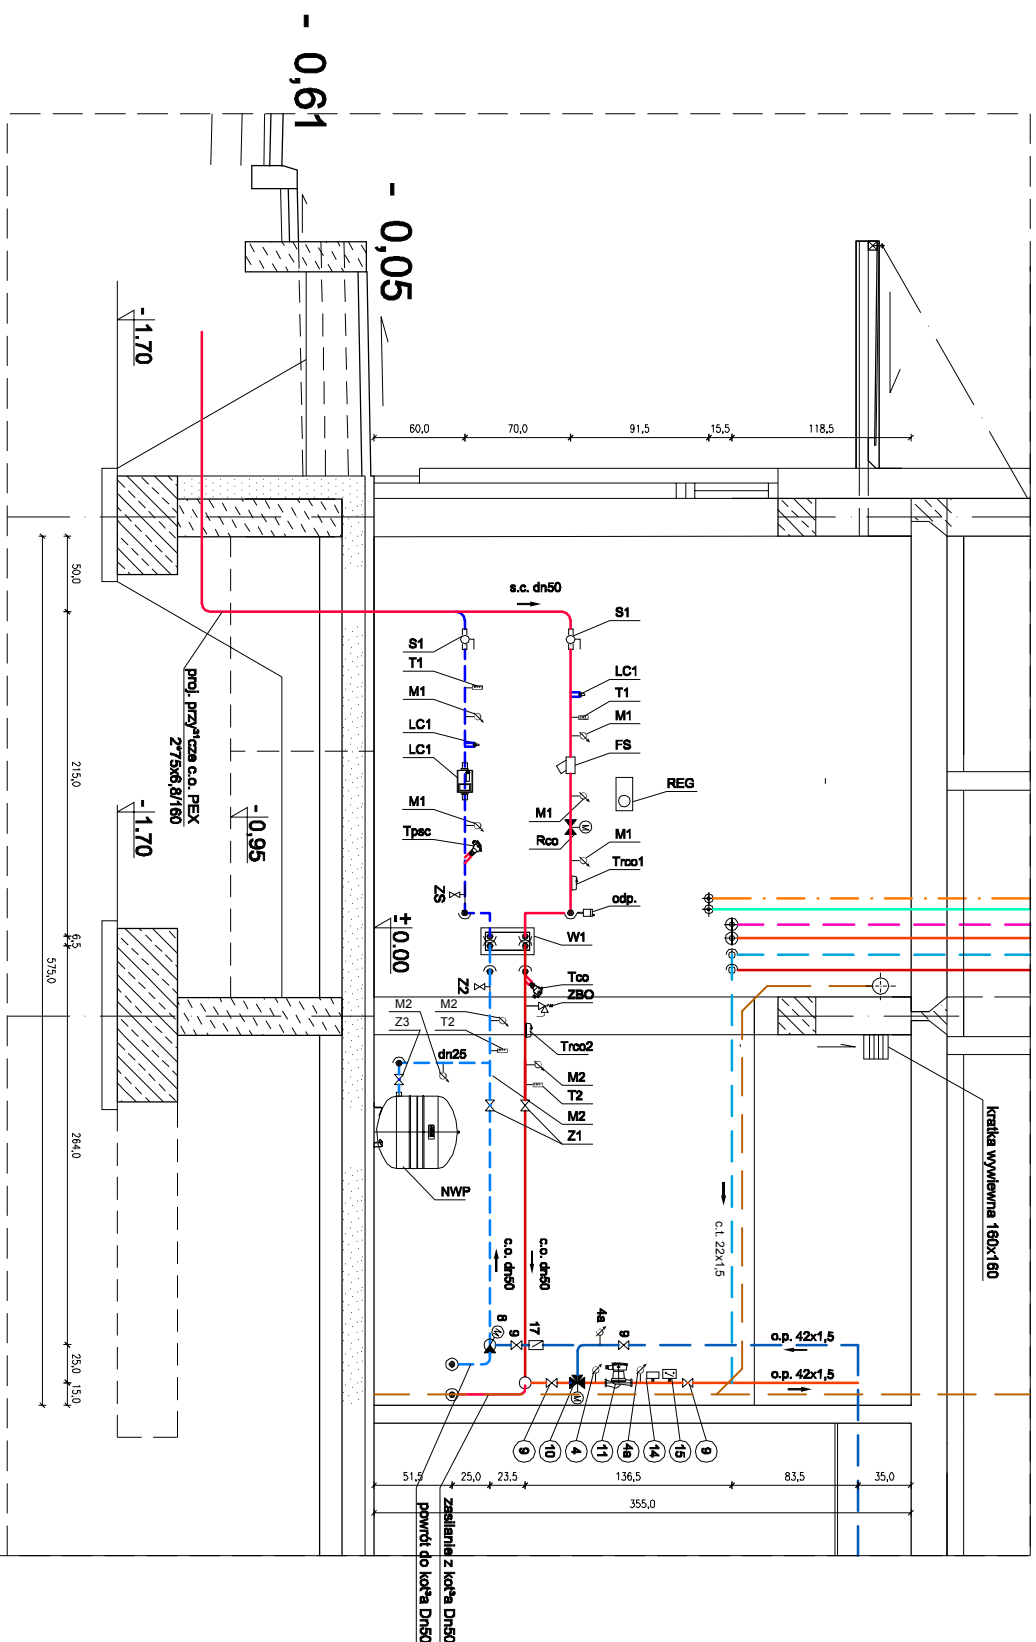 - 0,61
- 0,05
- 1.70
60,0
70,0
91,5
15,5
118,5
50,0
215,0
6,5
575,0
264,0
25,0
15,0
s.c. dn50
S1
S1
T1
M1
LC1
LC1
M1
Tpsc
ZS
LC1
T1
M1
FS
REG
M1
Rco
M1
Trco1
odp.
W1
proj. przy³¹cze c.o. PEX
2*75x6,8/160
- 1.70
- 0,95
± 0.00
Z2
Tco
ZBO
M2
M2
Z3
T2
dn25
Trco2
M2
T2
M2
Z1
NWP
kratka wywiewna 160x160
c.t. 22x1,5
c.o. dn50
c.o. dn50
8
9
17
4a
9
o.p. 42x1,5
o.p. 42x1,5
M
M
M
9
10
4
11
4a
14
15
9
51,5
25,0
23,5
136,5
83,5
35,0
355,0
zasilanie z kot³a Dn50
powrót do kot³a Dn50